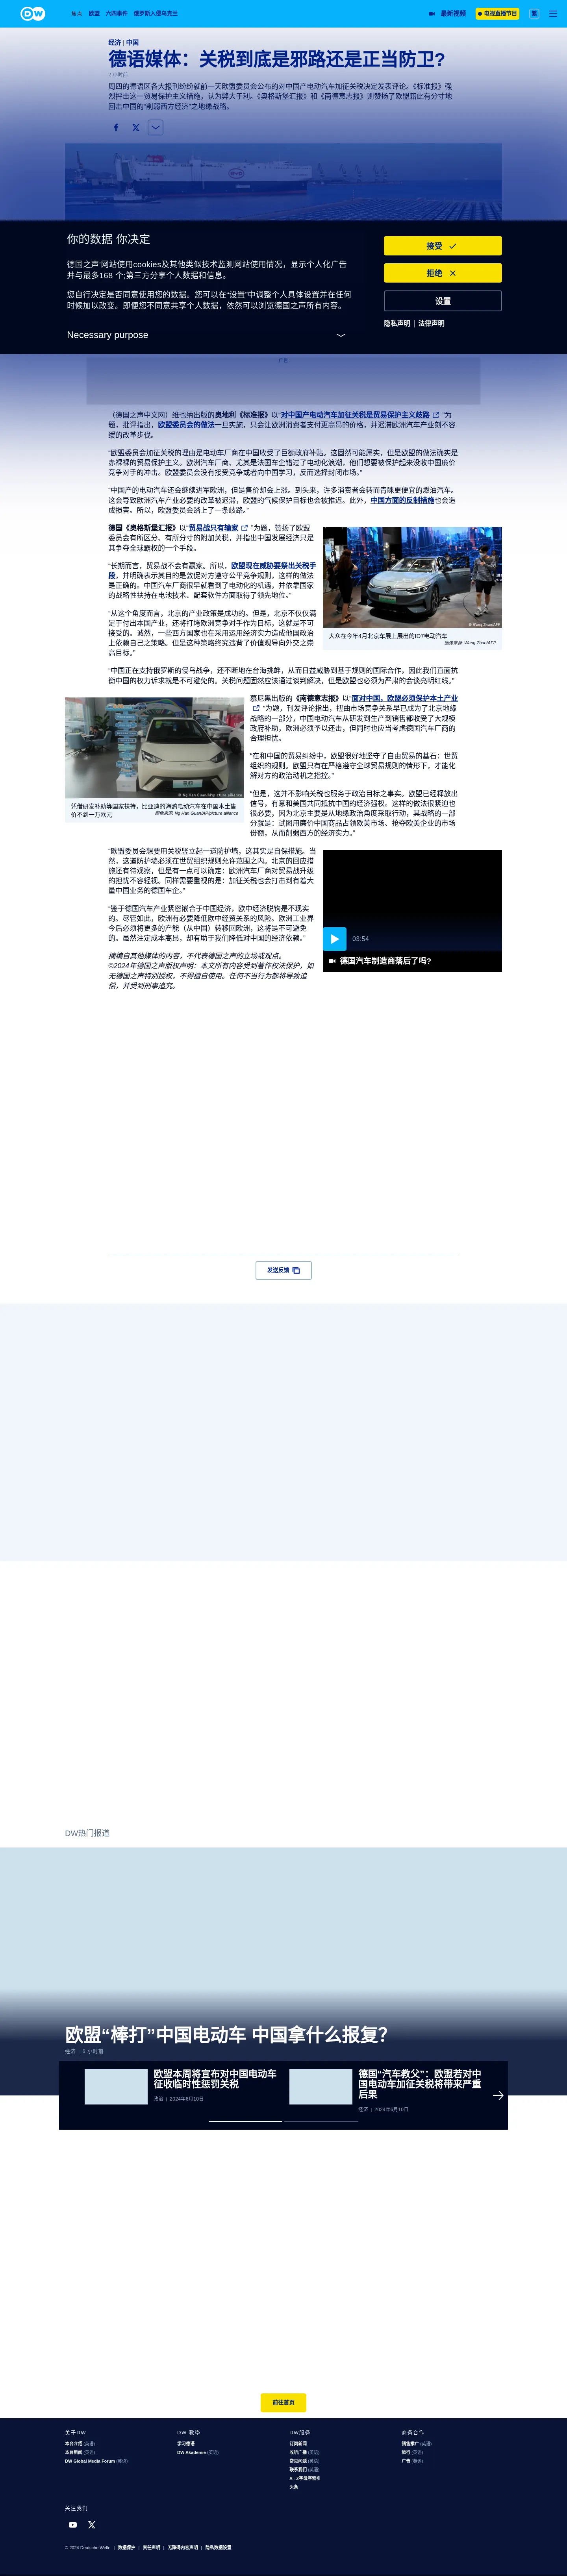 DW
焦点 欧盟 六四事件 俄罗斯入侵乌克兰
最新视频
电视直播节目
繁
经济 | 中国
德语媒体：关税到底是邪路还是正当防卫？
2 小时前
周四的德语区各大报刊纷纷就前一天欧盟委员会公布的对中国产电动汽车加征关税决定发表评论。《标准报》强
烈抨击这一贸易保护主义措施，认为弊大于利。《奥格斯堡汇报》和《南德意志报》则赞扬了欧盟籍此有分寸地
回击中国的“削弱西方经济”之地缘战略。
你的数据 你决定
德国之声'网站使用cookies及其他类似技术监测网站使用情况，显示个人化广告
并与最多168 个;第三方分享个人数据和信息。
您自行决定是否同意使用您的数据。您可以在“设置”中调整个人具体设置并在任何
时候加以改变。即便您不同意共享个人数据，依然可以浏览德国之声所有内容。
Necessary purpose
接受
拒绝
设置
隐私声明 | 法律声明
广告
（德国之声中文网）维也纳出版的奥地利《标准报》以“对中国产电动汽车加征关税是贸易保护主义歧路 ”为
题，批评指出，欧盟委员会的做法一旦实施，只会让欧洲消费者支付更高昂的价格，并迟滞欧洲汽车产业刻不容
缓的改革步伐。
“欧盟委员会加征关税的理由是电动车厂商在中国收受了巨额政府补贴。这固然可能属实，但是欧盟的做法确实是
赤裸裸的贸易保护主义。欧洲汽车厂商、尤其是法国车企错过了电动化浪潮，他们想要被保护起来没收中国廉价
竞争对手的冲击。欧盟委员会没有接受竞争或者向中国学习，反而选择封闭市场。”
“中国产的电动汽车还会继续进军欧洲，但是售价却会上涨。到头来，许多消费者会转而青睐更便宜的燃油汽车。
这会导致欧洲汽车产业必要的改革被迟滞，欧盟的气候保护目标也会被推迟。此外，中国方面的反制措施也会造
成损害。所以，欧盟委员会踏上了一条歧路。”
德国《奥格斯堡汇报》以“贸易战只有输家 ”为题，赞扬了欧盟
委员会有所区分、有所分寸的附加关税，并指出中国发展经济只是
其争夺全球霸权的一个手段。
“长期而言，贸易战不会有赢家。所以，欧盟现在威胁要祭出关税手
段，并明确表示其目的是敦促对方遵守公平竞争规则，这样的做法
是正确的。中国汽车厂商很早就看到了电动化的机遇，并依靠国家
的战略性扶持在电池技术、配套软件方面取得了领先地位。”
“从这个角度而言，北京的产业政策是成功的。但是，北京不仅仅满
足于付出本国产业，还将打垮欧洲竞争对手作为目标，这就是不可
接受的。诚然，一些西方国家也在采用运用经济实力造成他国政治
上依赖自己之策略。但是这种策略终究违背了价值观导向外交之崇
高目标。”
© Wang Zhao/AFP
大众在今年4月北京车展上展出的ID7电动汽车
图像来源: Wang Zhao/AFP
“中国正在支持俄罗斯的侵乌战争，还不断地在台海挑衅，从而日益威胁到基于规则的国际合作，因此我们直面抗
衡中国的权力诉求就是不可避免的。关税问题固然应该通过谈判解决，但是欧盟也必须为严肃的会谈亮明红线。”
© Ng Han Guan/AP/picture alliance
凭借研发补助等国家扶持，比亚迪的海鸥电动汽车在中国本土售
价不到一万欧元
图像来源: Ng Han Guan/AP/picture alliance
慕尼黑出版的《南德意志报》以“面对中国，欧盟必须保护本土产业
”为题，刊发评论指出，扭曲市场竞争关系早已成为了北京地缘
战略的一部分，中国电动汽车从研发到生产到销售都收受了大规模
政府补助，欧洲必须予以还击，但同时也应当考虑德国汽车厂商的
合理担忧。
“在和中国的贸易纠纷中，欧盟很好地坚守了自由贸易的基石：世贸
组织的规则。欧盟只有在严格遵守全球贸易规则的情形下，才能化
解对方的政治动机之指控。”
“但是，这并不影响关税也服务于政治目标之事实。欧盟已经释放出
信号，有意和美国共同抵抗中国的经济强权。这样的做法很紧迫也
很必要，因为北京主要是从地缘政治角度采取行动，其战略的一部
分就是：试图用廉价中国商品占领欧美市场、抢夺欧美企业的市场
份额，从而削弱西方的经济实力。”
“欧盟委员会想要用关税竖立起一道防护墙，这其实是自保措施。当
然，这道防护墙必须在世贸组织规则允许范围之内。北京的回应措
施还有待观察，但是有一点可以确定：欧洲汽车厂商对贸易战升级
的担忧不容轻视。同样需要重视的是：加征关税也会打击到有着大
量中国业务的德国车企。”
“鉴于德国汽车产业紧密嵌合于中国经济，欧中经济脱钩是不现实
的。尽管如此，欧洲有必要降低欧中经贸关系的风险。欧洲工业界
今后必须将更多的产能（从中国）转移回欧洲，这将是不可避免
的。虽然注定成本高昂，却有助于我们降低对中国的经济依赖。”
摘编自其他媒体的内容，不代表德国之声的立场或观点。
©2024年德国之声版权声明：本文所有内容受到著作权法保护，如
无德国之声特别授权，不得擅自使用。任何不当行为都将导致追
偿，并受到刑事追究。
03:54
德国汽车制造商落后了吗?
发送反馈
DW热门报道
欧盟“棒打”中国电动车 中国拿什么报复？
经济 | 6 小时前
欧盟本周将宣布对中国电动车
征收临时性惩罚关税
政治 | 2024年6月10日
德国“汽车教父”：欧盟若对中
国电动车加征关税将带来严重
后果
经济 | 2024年6月10日
前往首页
关于DW
本台介绍 (英语)
本台新闻 (英语)
DW Global Media Forum (英语)
DW 教学
学习德语
DW Akademie (英语)
DW服务
订阅新闻
收听广播 (英语)
常见问题 (英语)
联系我们 (英语)
A - Z字母序索引
头条
商务合作
销售推广 (英语)
旅行 (英语)
广告 (英语)
关注我们
© 2024 Deutsche Welle | 数据保护 | 责任声明 | 无障碍内容声明 | 隐私数据设置